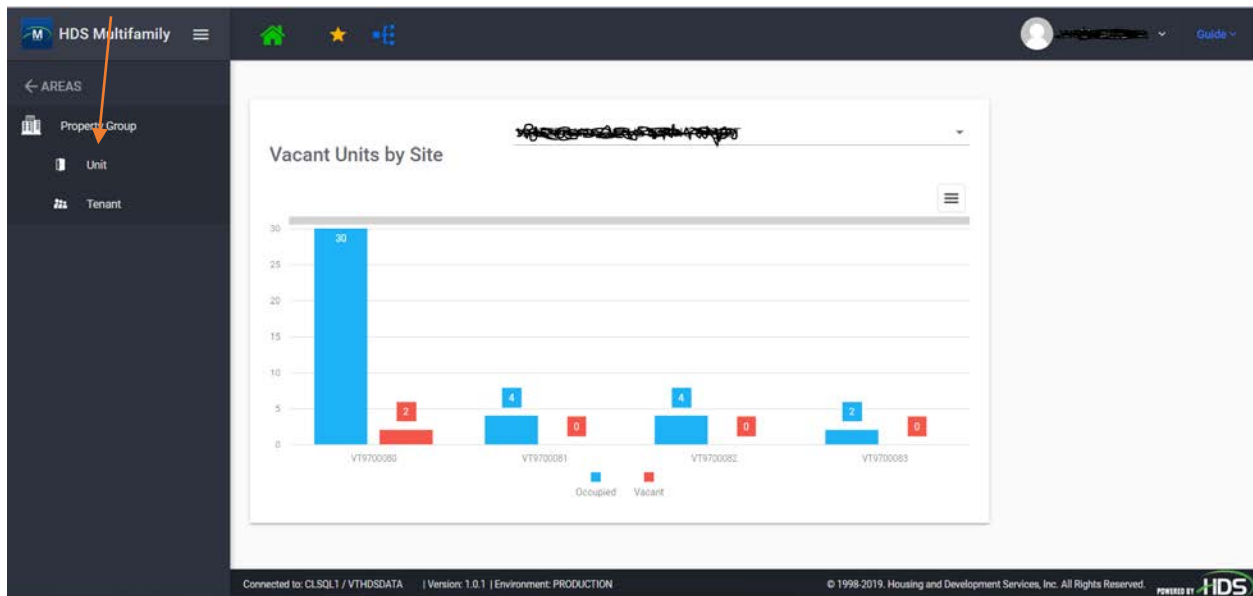 M HDS Multifamily
Guide
AREAS
Property Group
Unit
Tenant
Vacant Units by Site
30
25
20
15
10
5
0
30
2
4
0
4
0
2
0
VT9700080
VT9700081
VT9700082
VT9700083
Occupied Vacant
Connected to: CLSQL1 / VTHDSDATA | Version: 1.0.1 | Environment: PRODUCTION
© 1998-2019. Housing and Development Services, Inc. All Rights Reserved.
POWERED BY HDS